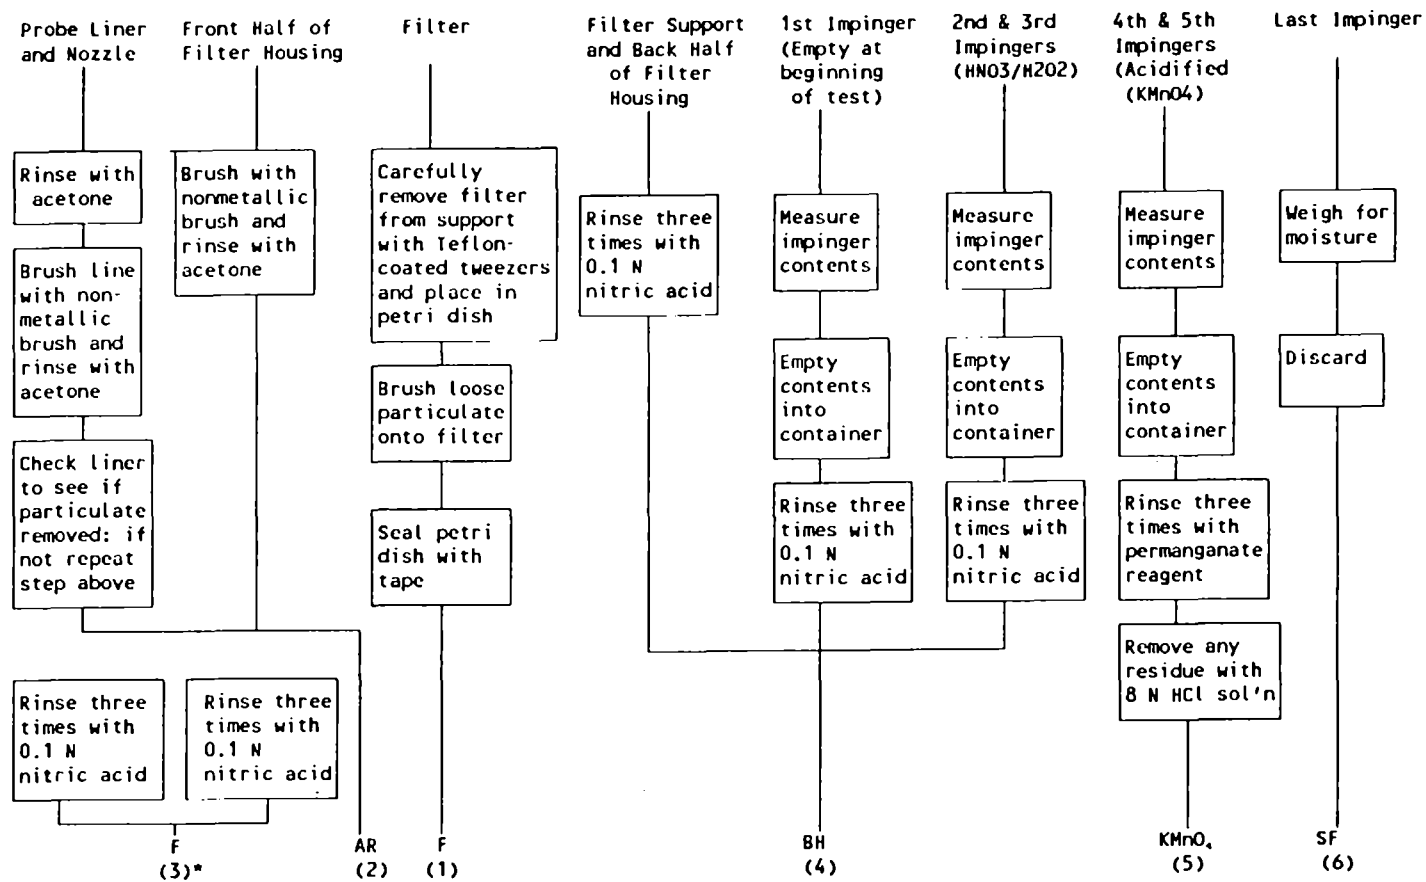 Probe Liner
and Nozzle
Front Half of
Filter Housing
Filter
Filter Support
and Back Half
of Filter
Housing
1st Impinger
(Empty at
beginning
of test)
2nd & 3rd
Impingers
(HNO3/H2O2)
4th & 5th
Impingers
(Acidified
(KMnO4)
Last Impinger
Rinse with
acetone
Brush line
with non-
metallic
brush and
rinse with
acetone
Check liner
to see if
particulate
removed: if
not repeat
step above
Brush with
nonmetallic
brush and
rinse with
acetone
Carefully
remove filter
from support
with Teflon-
coated tweezers
and place in
petri dish
Brush loose
particulate
onto filter
Seal petri
dish with
tape
Rinse three
times with
0.1 N
nitric acid
Measure
impinger
contents
Empty
contents
into
container
Rinse three
times with
0.1 N
nitric acid
Measure
impinger
contents
Empty
contents
into
container
Rinse three
times with
0.1 N
nitric acid
Measure
impinger
contents
Empty
contents
into
container
Rinse three
times with
permanganate
reagent
Remove any
residue with
8 N HCl sol'n
Weigh for
moisture
Discard
Rinse three
times with
0.1 N
nitric acid
Rinse three
times with
0.1 N
nitric acid
F
(3)*
AR
(2)
F
(1)
BH
(4)
KMnO₄
(5)
SF
(6)